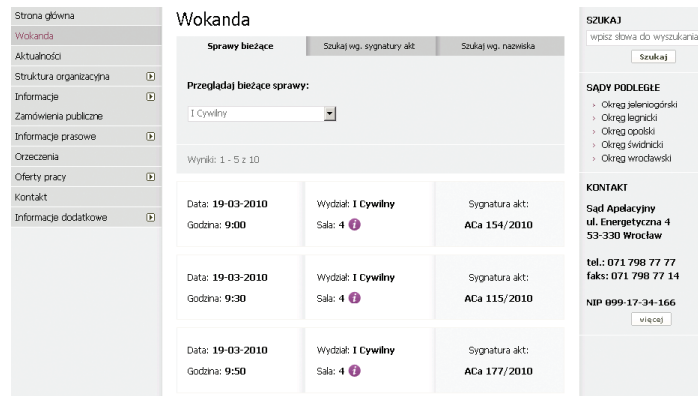 Strona główna
Wokanda
Aktualności
Struktura organizacyjna
Informacje
Zamówienia publiczne
Informacje prasowe
Orzeczenia
Oferty pracy
Kontakt
Informacje dodatkowe
Wokanda
Sprawy bieżące
Szukaj wg. sygnatury akt
Szukaj wg. nazwiska
Przeglądaj bieżące sprawy:
I Cywilny
Wyniki: 1 - 5 z 10
Data: 19-03-2010
Godzina: 9:00
Wydział: I Cywilny
Sala: 4 i
Sygnatura akt:
ACa 154/2010
Data: 19-03-2010
Godzina: 9:30
Wydział: I Cywilny
Sala: 4 i
Sygnatura akt:
ACa 115/2010
Data: 19-03-2010
Godzina: 9:50
Wydział: I Cywilny
Sala: 4 i
Sygnatura akt:
ACa 177/2010
SZUKAJ
wpisz słowa do wyszukania
Szukaj
SĄDY PODLEGŁE
› Okręg jeleniogórski
› Okręg legnicki
› Okręg opolski
› Okręg świdnicki
› Okręg wrocławski
KONTAKT
Sąd Apelacyjny
ul. Energetyczna 4
53-330 Wrocław
tel.: 071 798 77 77
faks: 071 798 77 14
NIP 899-17-34-166
więcej